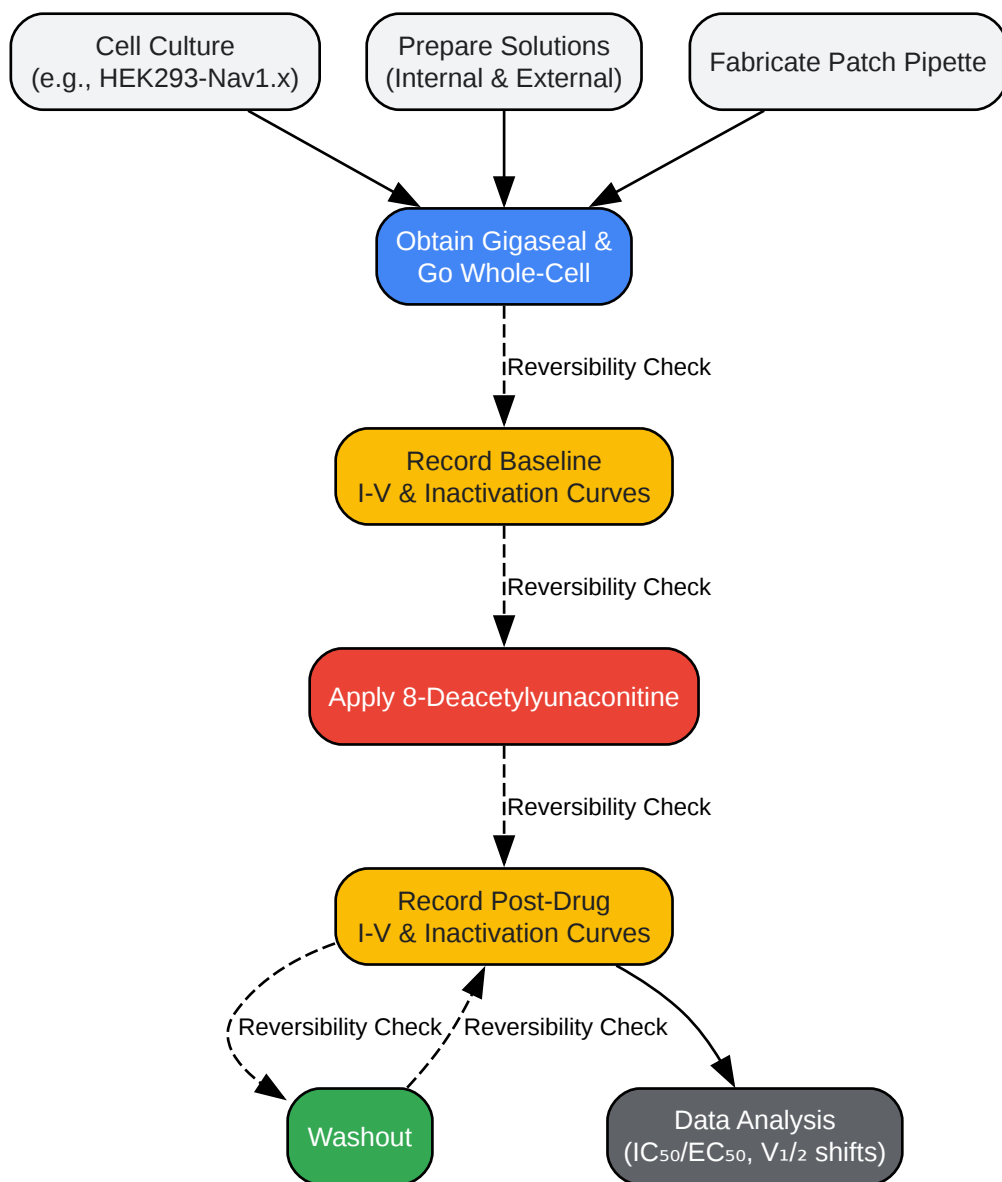 Cell Culture
(e.g., HEK293-Nav1.x)
Prepare Solutions
(Internal & External)
Fabricate Patch Pipette
Obtain Gigaseal &
Go Whole-Cell
Reversibility Check
Record Baseline
I-V & Inactivation Curves
Reversibility Check
Apply 8-Deacetylyunaconitine
Reversibility Check
Record Post-Drug
I-V & Inactivation Curves
Reversibility Check
Reversibility Check
Washout
Data Analysis
(IC₅₀/EC₅₀, V₁/₂ shifts)